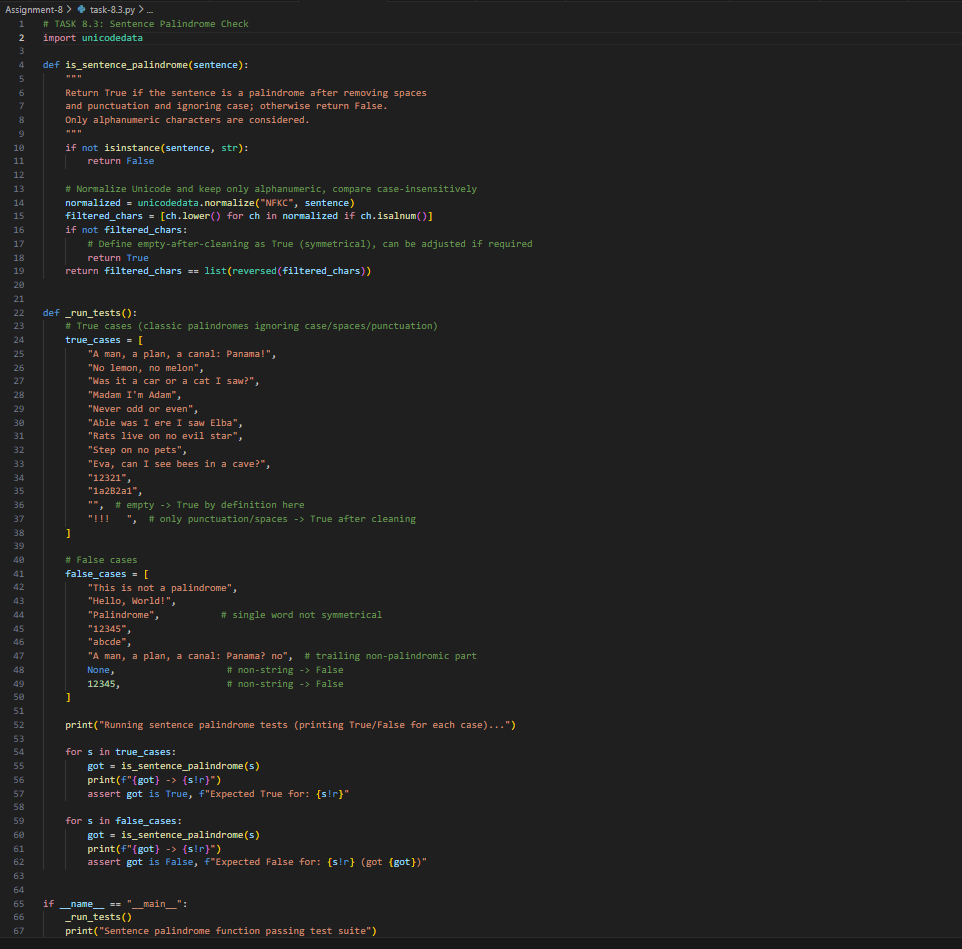 Assignment-8 > task-8.3.py > ...
1 # TASK 8.3: Sentence Palindrome Check
2 import unicodedata
3
4 def is_sentence_palindrome(sentence):
5     """
6     Return True if the sentence is a palindrome after removing spaces
7     and punctuation and ignoring case; otherwise return False.
8     Only alphanumeric characters are considered.
9     """
10     if not isinstance(sentence, str):
11         return False
12
13     # Normalize Unicode and keep only alphanumeric, compare case-insensitively
14     normalized = unicodedata.normalize("NFKC", sentence)
15     filtered_chars = [ch.lower() for ch in normalized if ch.isalnum()]
16     if not filtered_chars:
17         # Define empty-after-cleaning as True (symmetrical), can be adjusted if required
18         return True
19     return filtered_chars == list(reversed(filtered_chars))
20
21
22 def _run_tests():
23     # True cases (classic palindromes ignoring case/spaces/punctuation)
24     true_cases = [
25         "A man, a plan, a canal: Panama!",
26         "No lemon, no melon",
27         "Was it a car or a cat I saw?",
28         "Madam I'm Adam",
29         "Never odd or even",
30         "Able was I ere I saw Elba",
31         "Rats live on no evil star",
32         "Step on no pets",
33         "Eva, can I see bees in a cave?",
34         "12321",
35         "1a2B2a1",
36         "",  # empty -> True by definition here
37         "!!!   ",  # only punctuation/spaces -> True after cleaning
38     ]
39
40     # False cases
41     false_cases = [
42         "This is not a palindrome",
43         "Hello, World!",
44         "Palindrome",           # single word not symmetrical
45         "12345",
46         "abcde",
47         "A man, a plan, a canal: Panama? no",  # trailing non-palindromic part
48         None,                    # non-string -> False
49         12345,                   # non-string -> False
50     ]
51
52     print("Running sentence palindrome tests (printing True/False for each case)...")
53
54     for s in true_cases:
55         got = is_sentence_palindrome(s)
56         print(f"{got} -> {s!r}")
57         assert got is True, f"Expected True for: {s!r}"
58
59     for s in false_cases:
60         got = is_sentence_palindrome(s)
61         print(f"{got} -> {s!r}")
62         assert got is False, f"Expected False for: {s!r} (got {got})"
63
64
65 if __name__ == "__main__":
66     _run_tests()
67     print("Sentence palindrome function passing test suite")